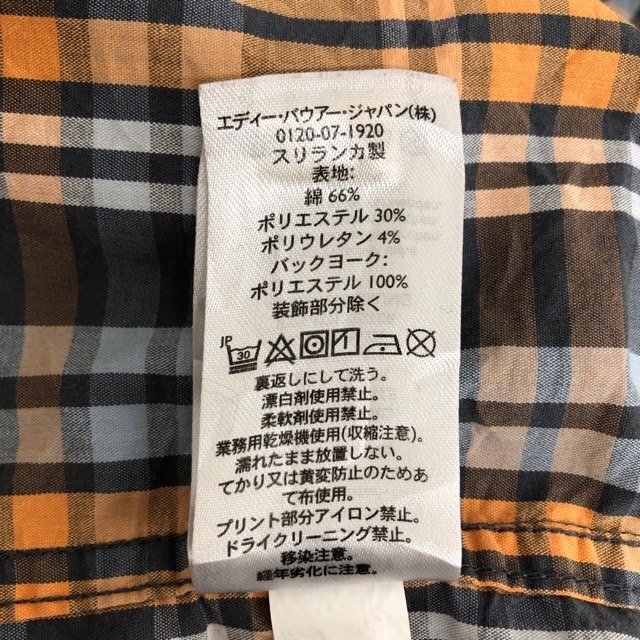 エディー・バウアー・ジャパン(株)
0120-07-1920
スリランカ製
表地:
綿 66%
ポリエステル 30%
ポリウレタン 4%
バックヨーク:
ポリエステル 100%
装飾部分除く
JP
30
裏返しにして洗う。
漂白剤使用禁止。
柔軟剤使用禁止。
業務用乾燥機使用(収縮注意)。
濡れたまま放置しない。
てかり又は黄変防止のためあ
て布使用。
プリント部分アイロン禁止。
ドライクリーニング禁止。
移染注意。
経年劣化に注意。